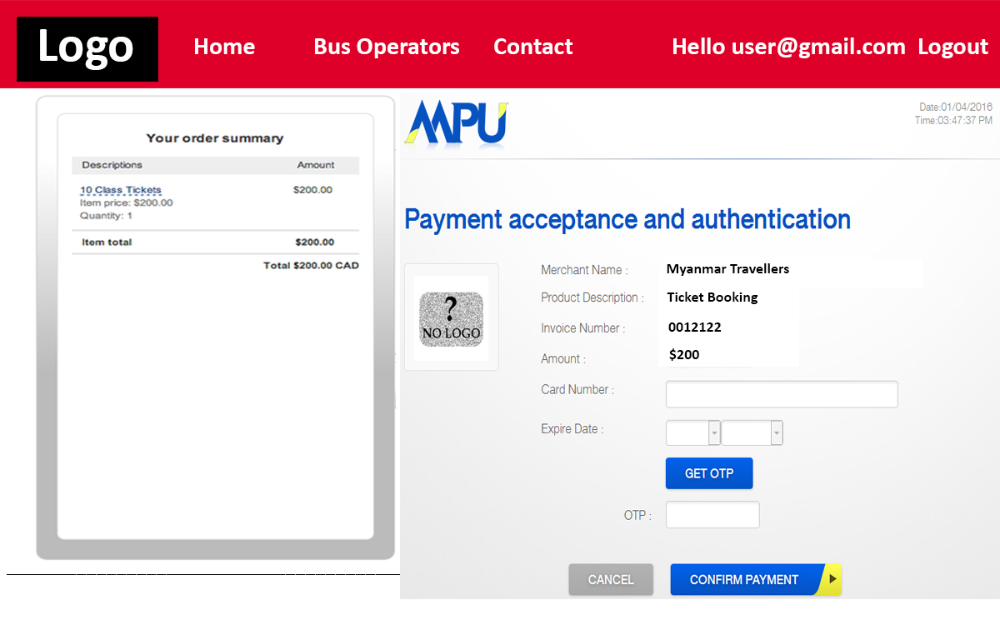 Logo
Home
Bus Operators
Contact
Hello user@gmail.com
Logout
Your order summary
Descriptions Amount
10 Class Tickets $200.00
Item price: $200.00
Quantity: 1
Item total $200.00
Total $200.00 CAD
MPU
Date:01/04/2016
Time:03:47:37 PM
Payment acceptance and authentication
?
NO LOGO
Merchant Name : Myanmar Travellers
Product Description : Ticket Booking
Invoice Number : 0012122
Amount : $200
Card Number :
Expire Date :
GET OTP
OTP :
CANCEL
CONFIRM PAYMENT